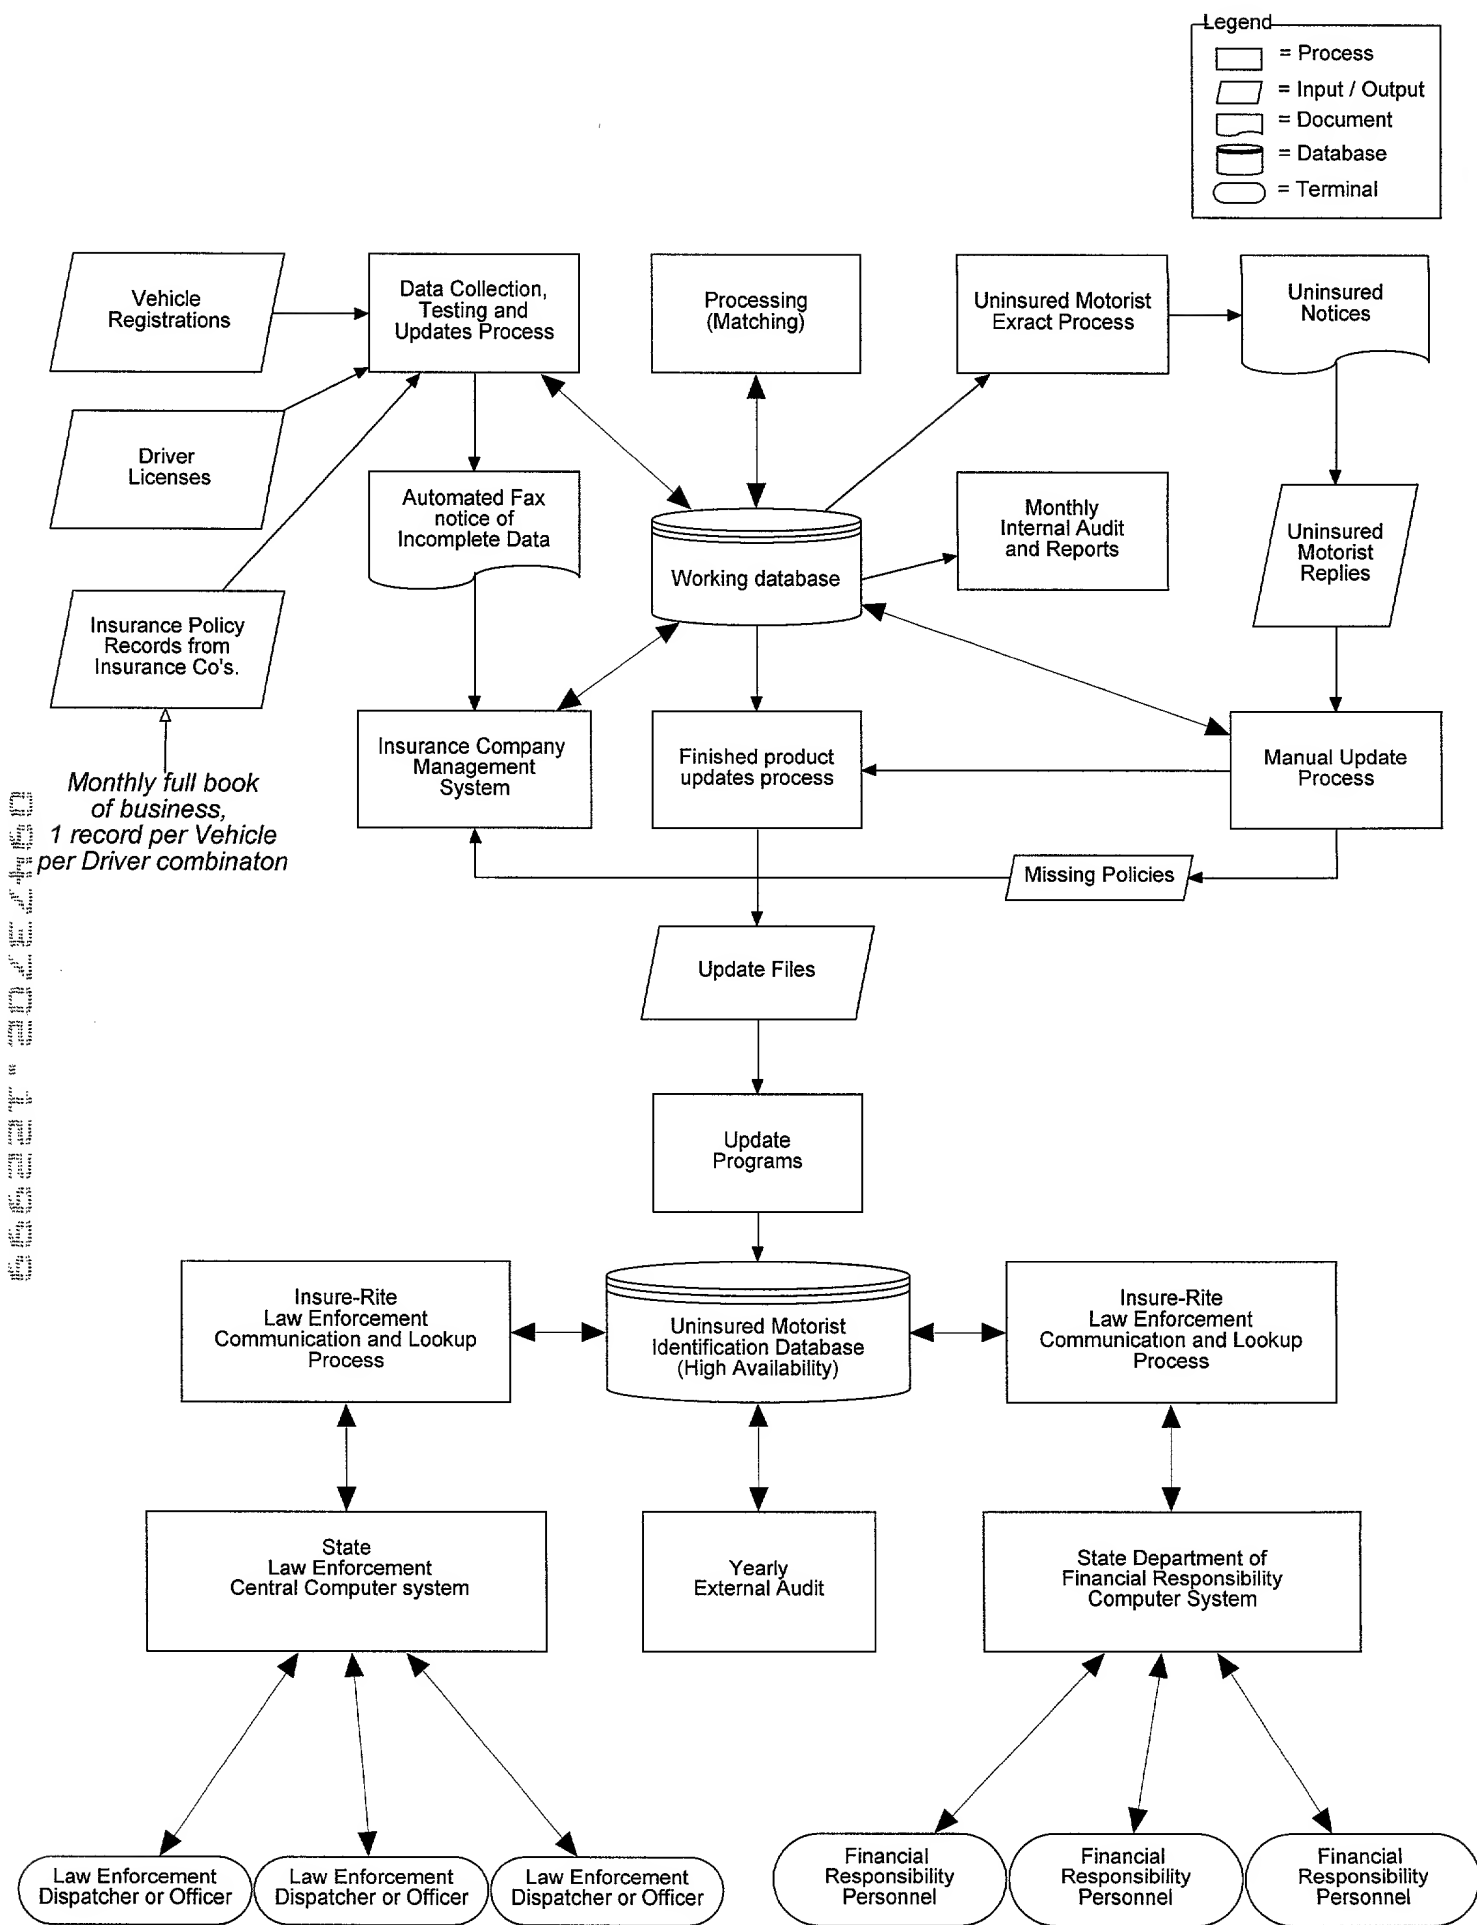 Legend
= Process
= Input / Output
= Document
= Database
= Terminal
Vehicle
Registrations
Data Collection,
Testing and
Updates Process
Processing
(Matching)
Uninsured Motorist
Exract Process
Uninsured
Notices
Driver
Licenses
Automated Fax
notice of
Incomplete Data
Working database
Monthly
Internal Audit
and Reports
Uninsured
Motorist
Replies
Insurance Policy
Records from
Insurance Co's.
Monthly full book
of business,
1 record per Vehicle
per Driver combinaton
Insurance Company
Management
System
Finished product
updates process
Manual Update
Process
Missing Policies
Update Files
Update
Programs
Insure-Rite
Law Enforcement
Communication and Lookup
Process
Uninsured Motorist
Identification Database
(High Availability)
Insure-Rite
Law Enforcement
Communication and Lookup
Process
State
Law Enforcement
Central Computer system
Yearly
External Audit
State Department of
Financial Responsibility
Computer System
Law Enforcement
Dispatcher or Officer
Law Enforcement
Dispatcher or Officer
Law Enforcement
Dispatcher or Officer
Financial
Responsibility
Personnel
Financial
Responsibility
Personnel
Financial
Responsibility
Personnel